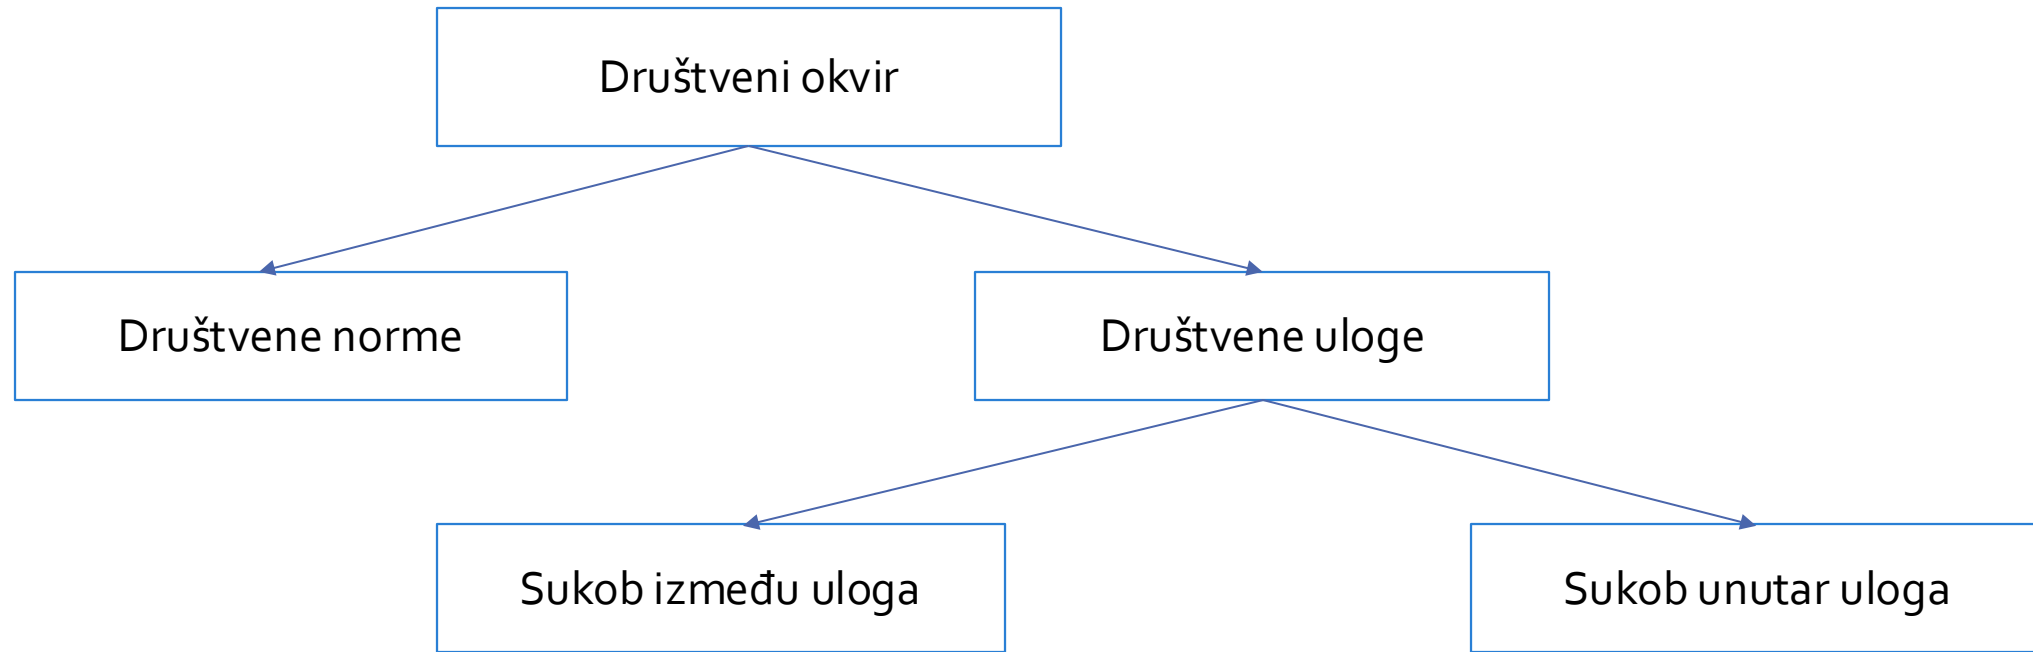 Društveni okvir
Društvene norme
Društvene uloge
Sukob između uloga
Sukob unutar uloga